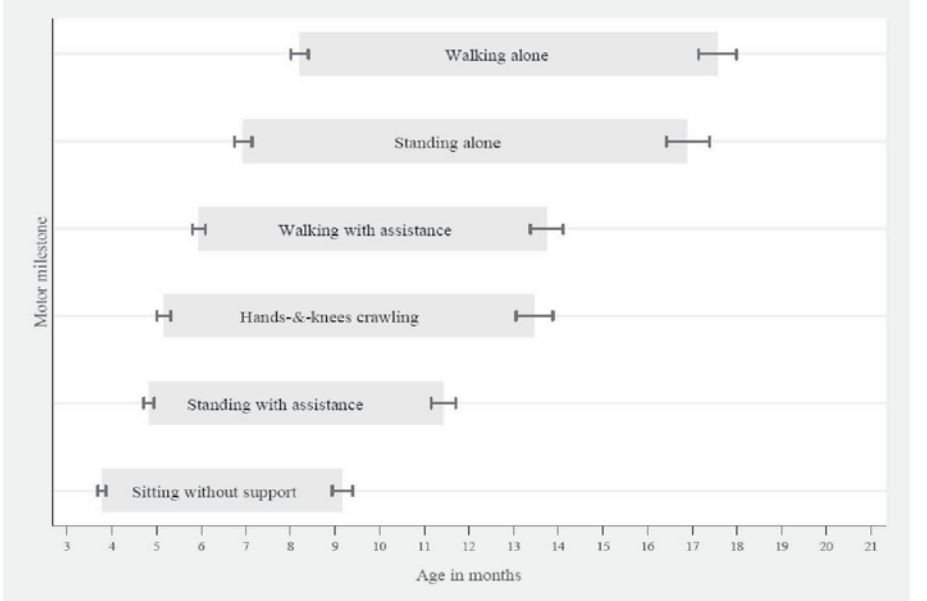 Walking alone
Standing alone
Walking with assistance
Hands-&-knees crawling
Standing with assistance
Sitting without support
Motor milestone
3 4 5 6 7 8 9 10 11 12 13 14 15 16 17 18 19 20 21
Age in months